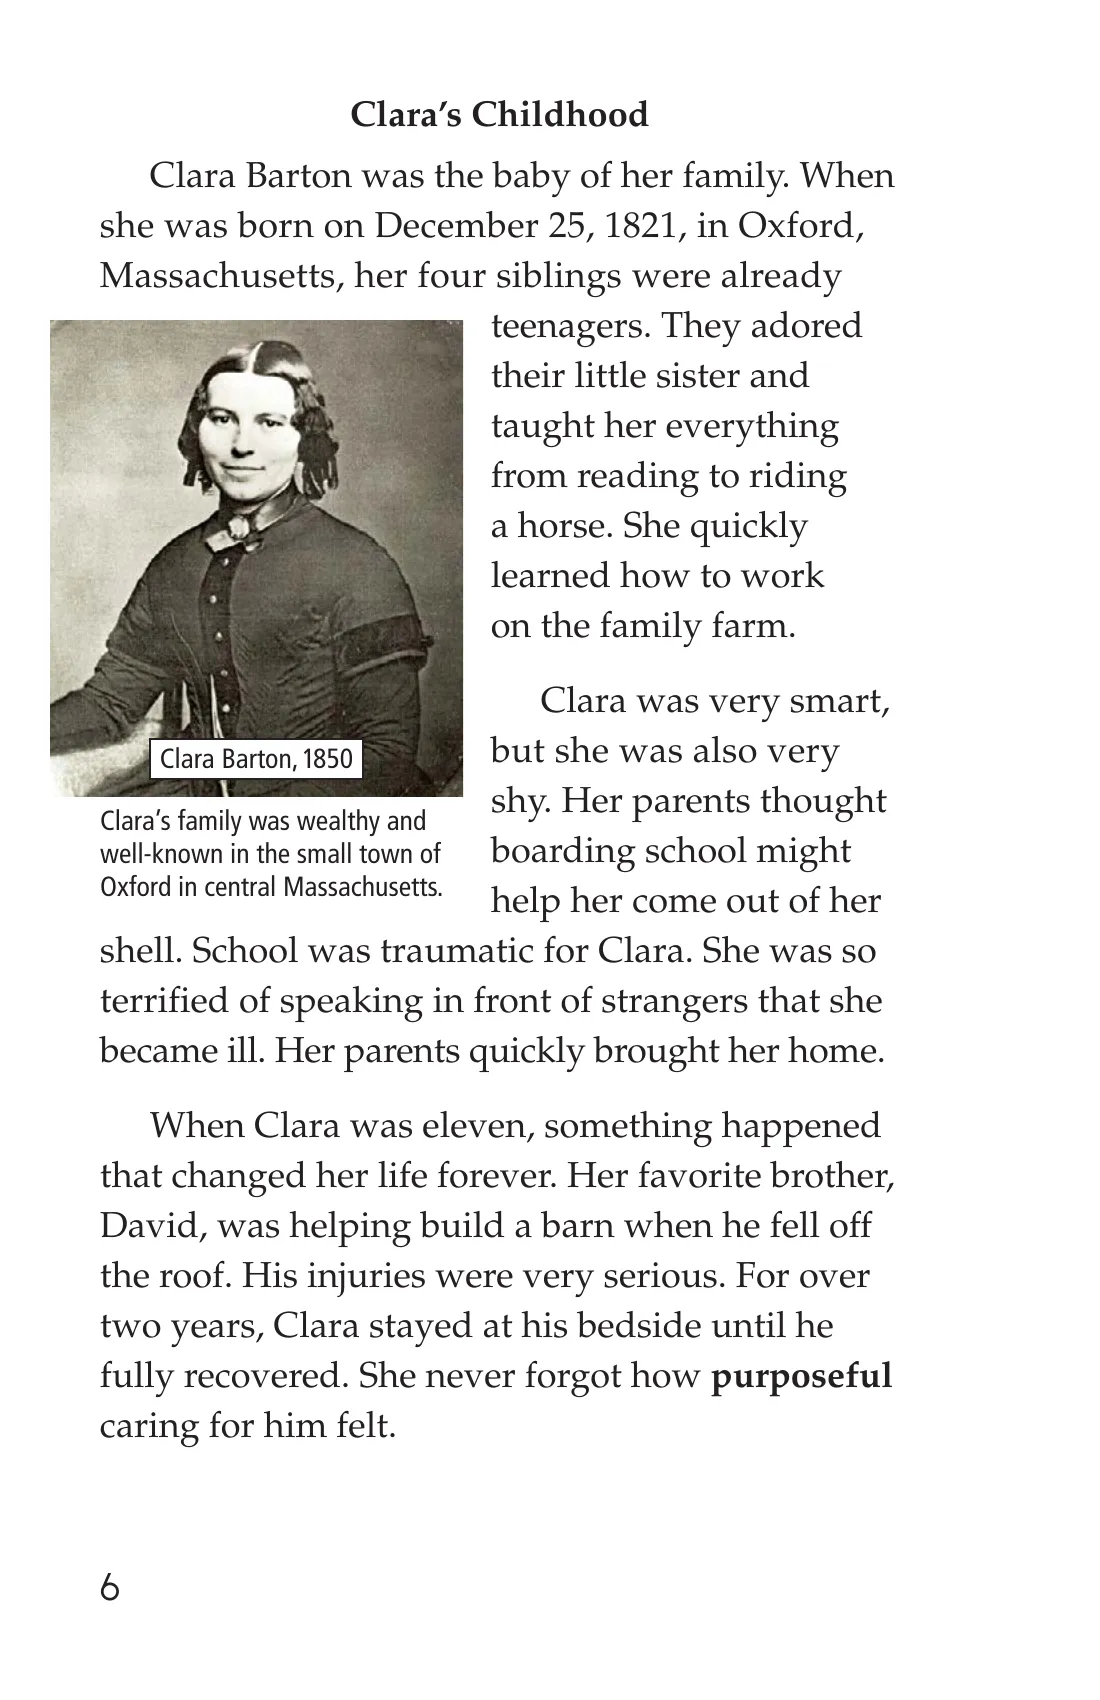 Clara’s Childhood
Clara Barton was the baby of her family. When
she was born on December 25, 1821, in Oxford,
Massachusetts, her four siblings were already
teenagers. They adored
their little sister and
taught her everything
from reading to riding
a horse. She quickly
learned how to work
on the family farm.
Clara Barton, 1850
Clara’s family was wealthy and
well-known in the small town of
Oxford in central Massachusetts.
Clara was very smart,
but she was also very
shy. Her parents thought
boarding school might
help her come out of her
shell. School was traumatic for Clara. She was so
terrified of speaking in front of strangers that she
became ill. Her parents quickly brought her home.
When Clara was eleven, something happened
that changed her life forever. Her favorite brother,
David, was helping build a barn when he fell off
the roof. His injuries were very serious. For over
two years, Clara stayed at his bedside until he
fully recovered. She never forgot how purposeful
caring for him felt.
6